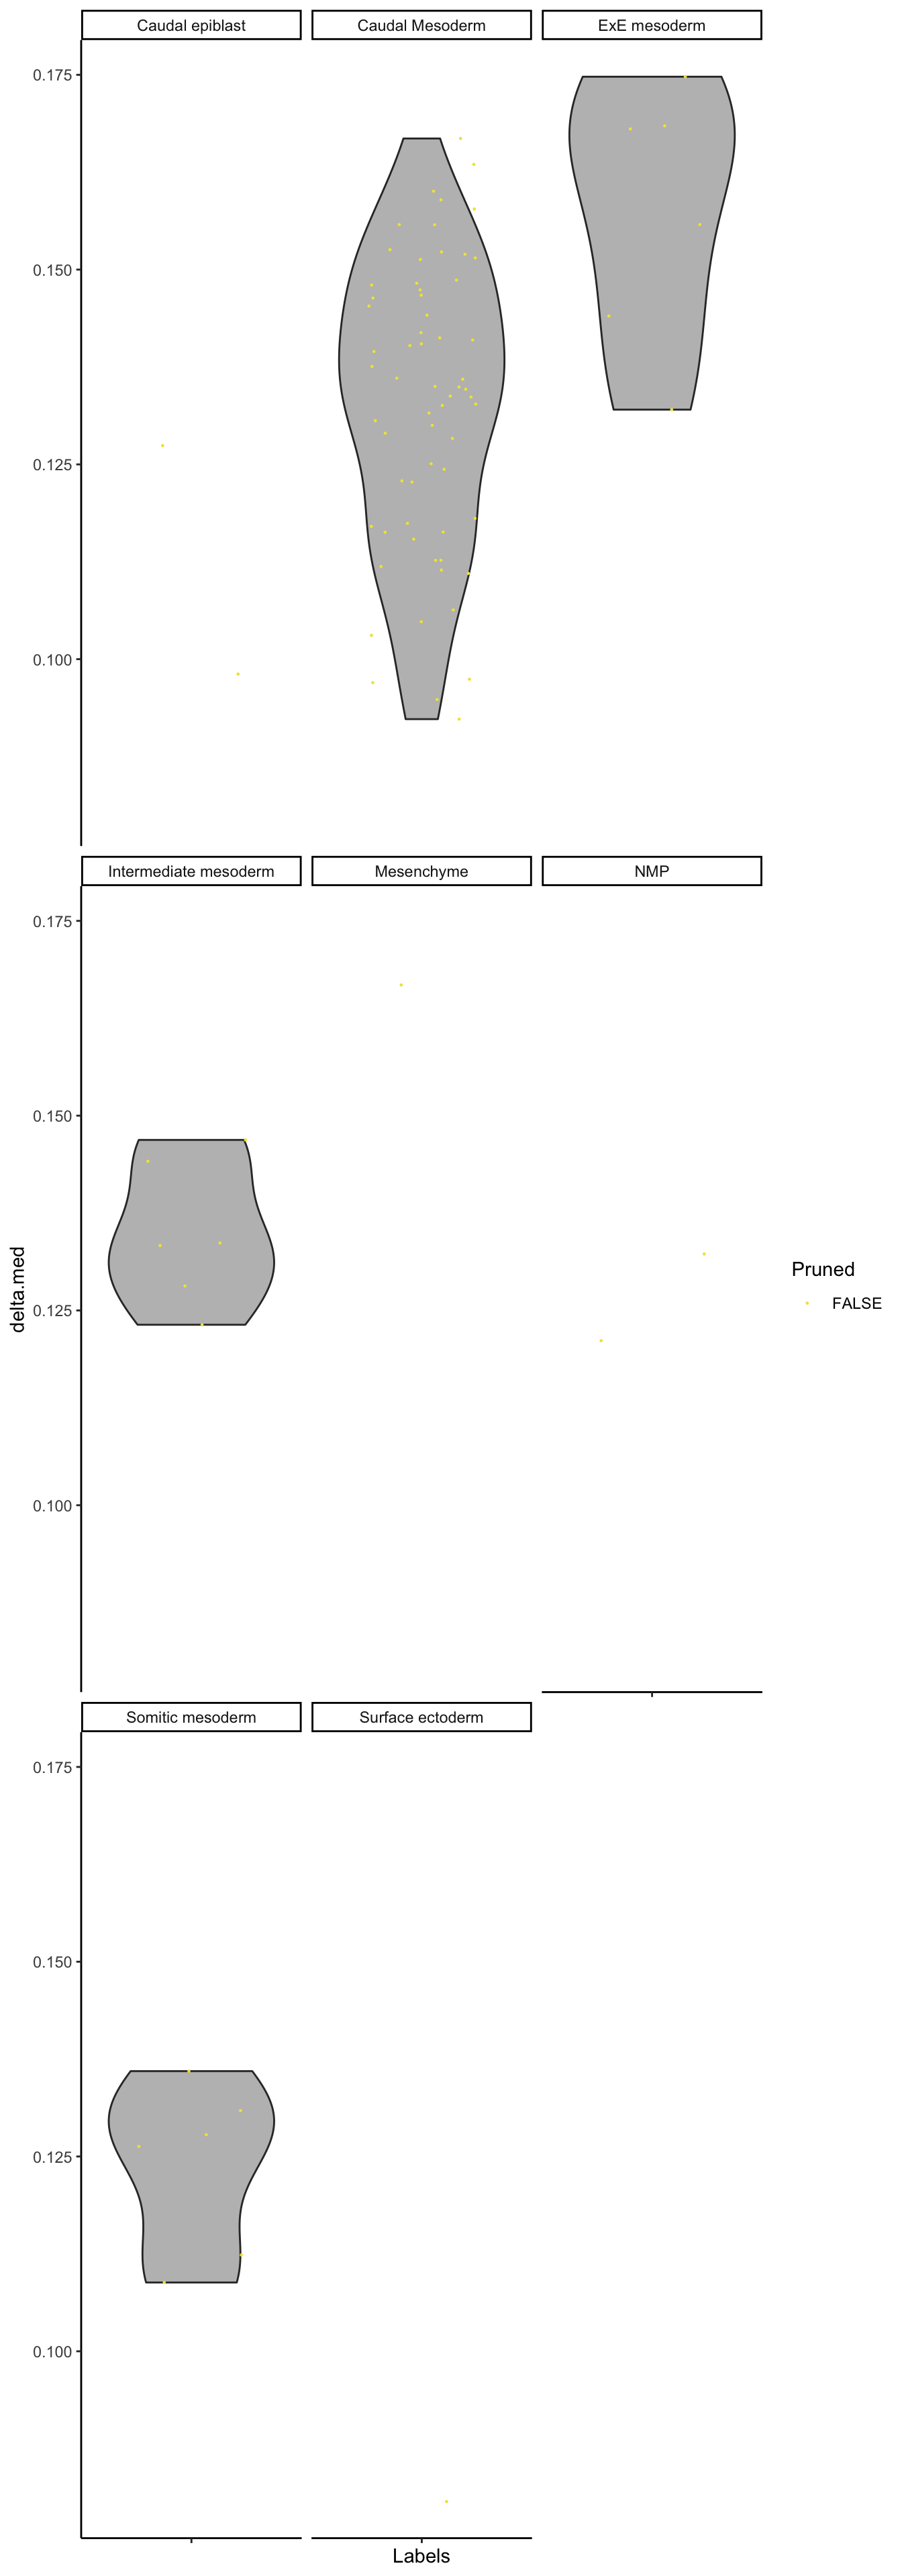 Caudal epiblast
Caudal Mesoderm
ExE mesoderm
0.175
0.150
0.125
0.100
Intermediate mesoderm
Mesenchyme
NMP
0.175
0.150
0.125
0.100
delta.med
Pruned
FALSE
Somitic mesoderm
Surface ectoderm
0.175
0.150
0.125
0.100
Labels